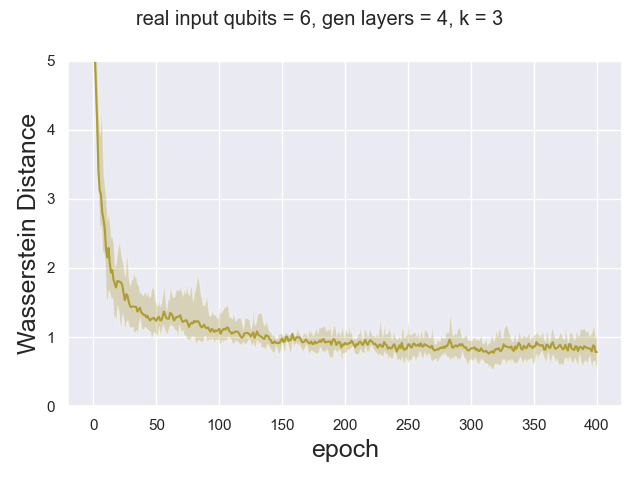 real input qubits = 6, gen layers = 4, k = 3
5
4
3
2
1
0
Wasserstein Distance
0 50 100 150 200 250 300 350 400
epoch